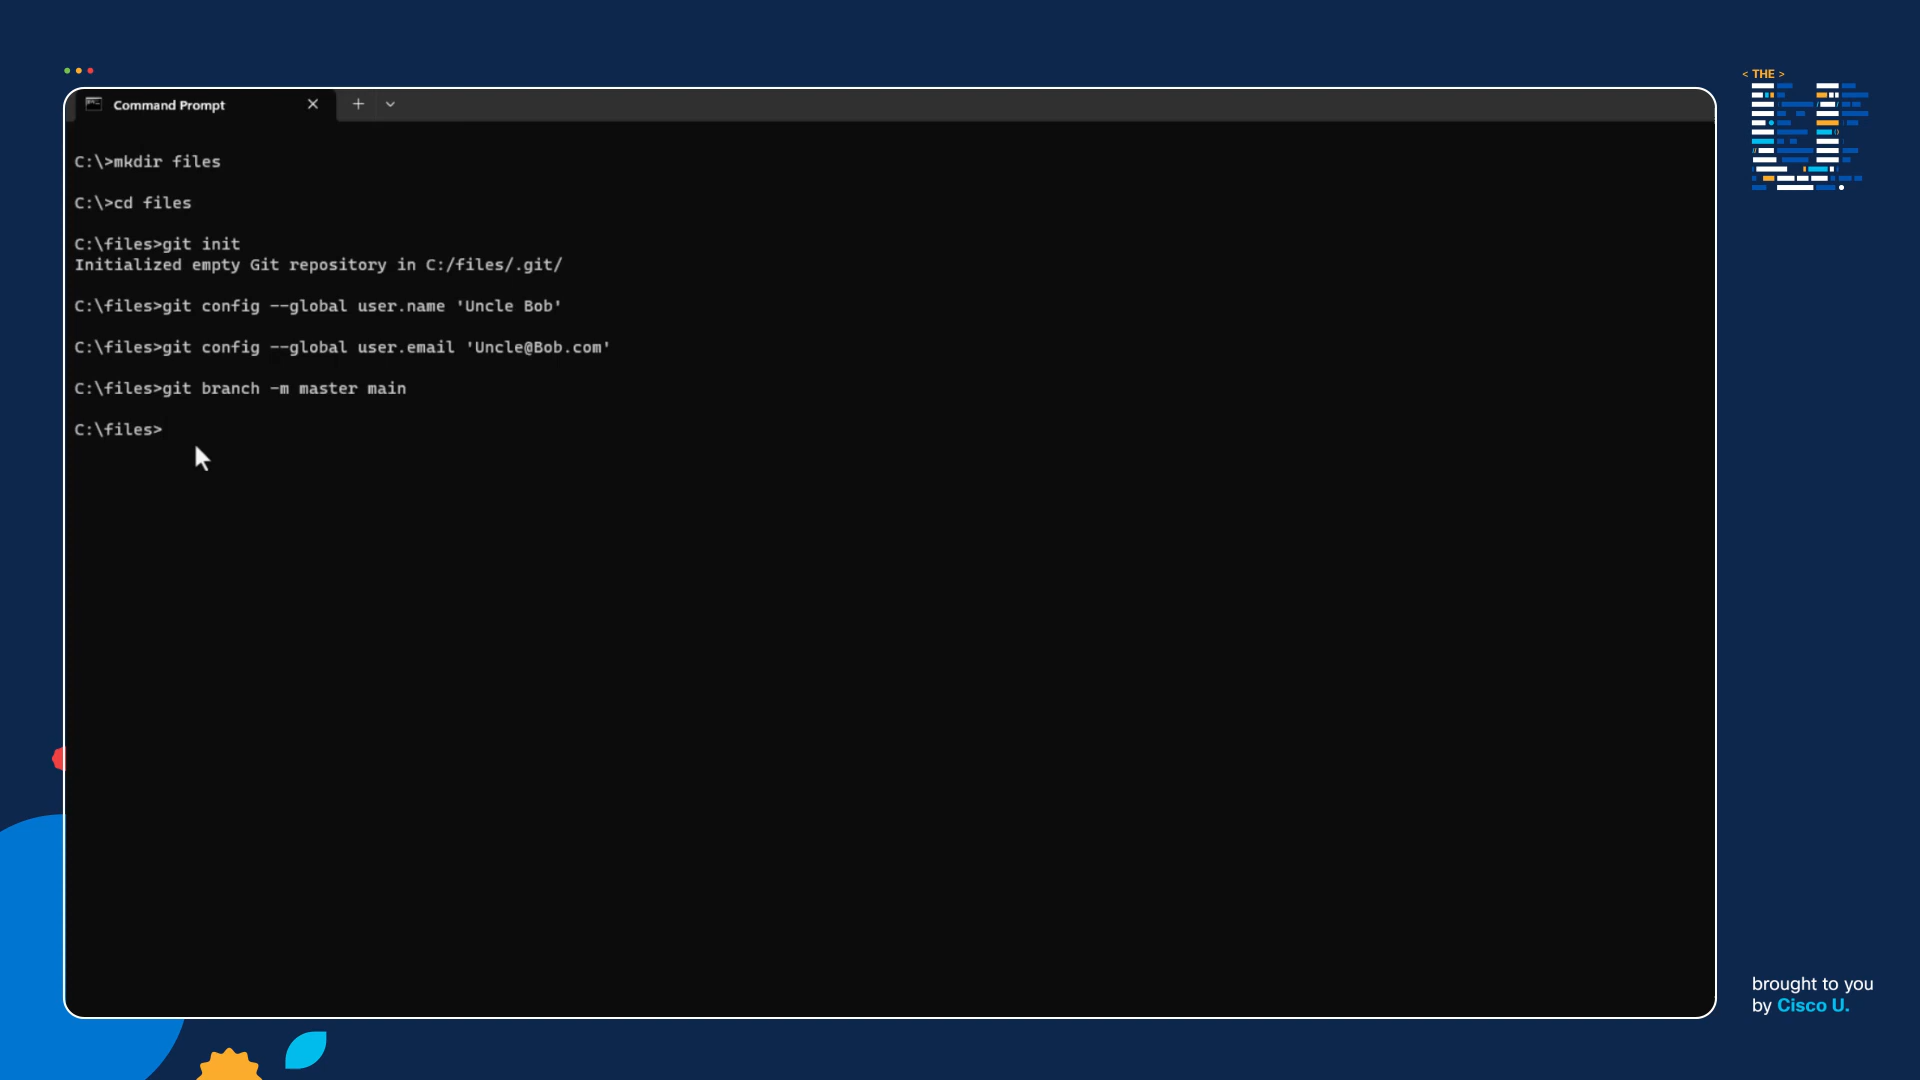 < THE >
Command Prompt
C:\>mkdir files
C:\>cd files
C:\files>git init
Initialized empty Git repository in C:/files/.git/
C:\files>git config --global user.name 'Uncle Bob'
C:\files>git config --global user.email 'Uncle@Bob.com'
C:\files>git branch -m master main
C:\files>
brought to you
by Cisco U.